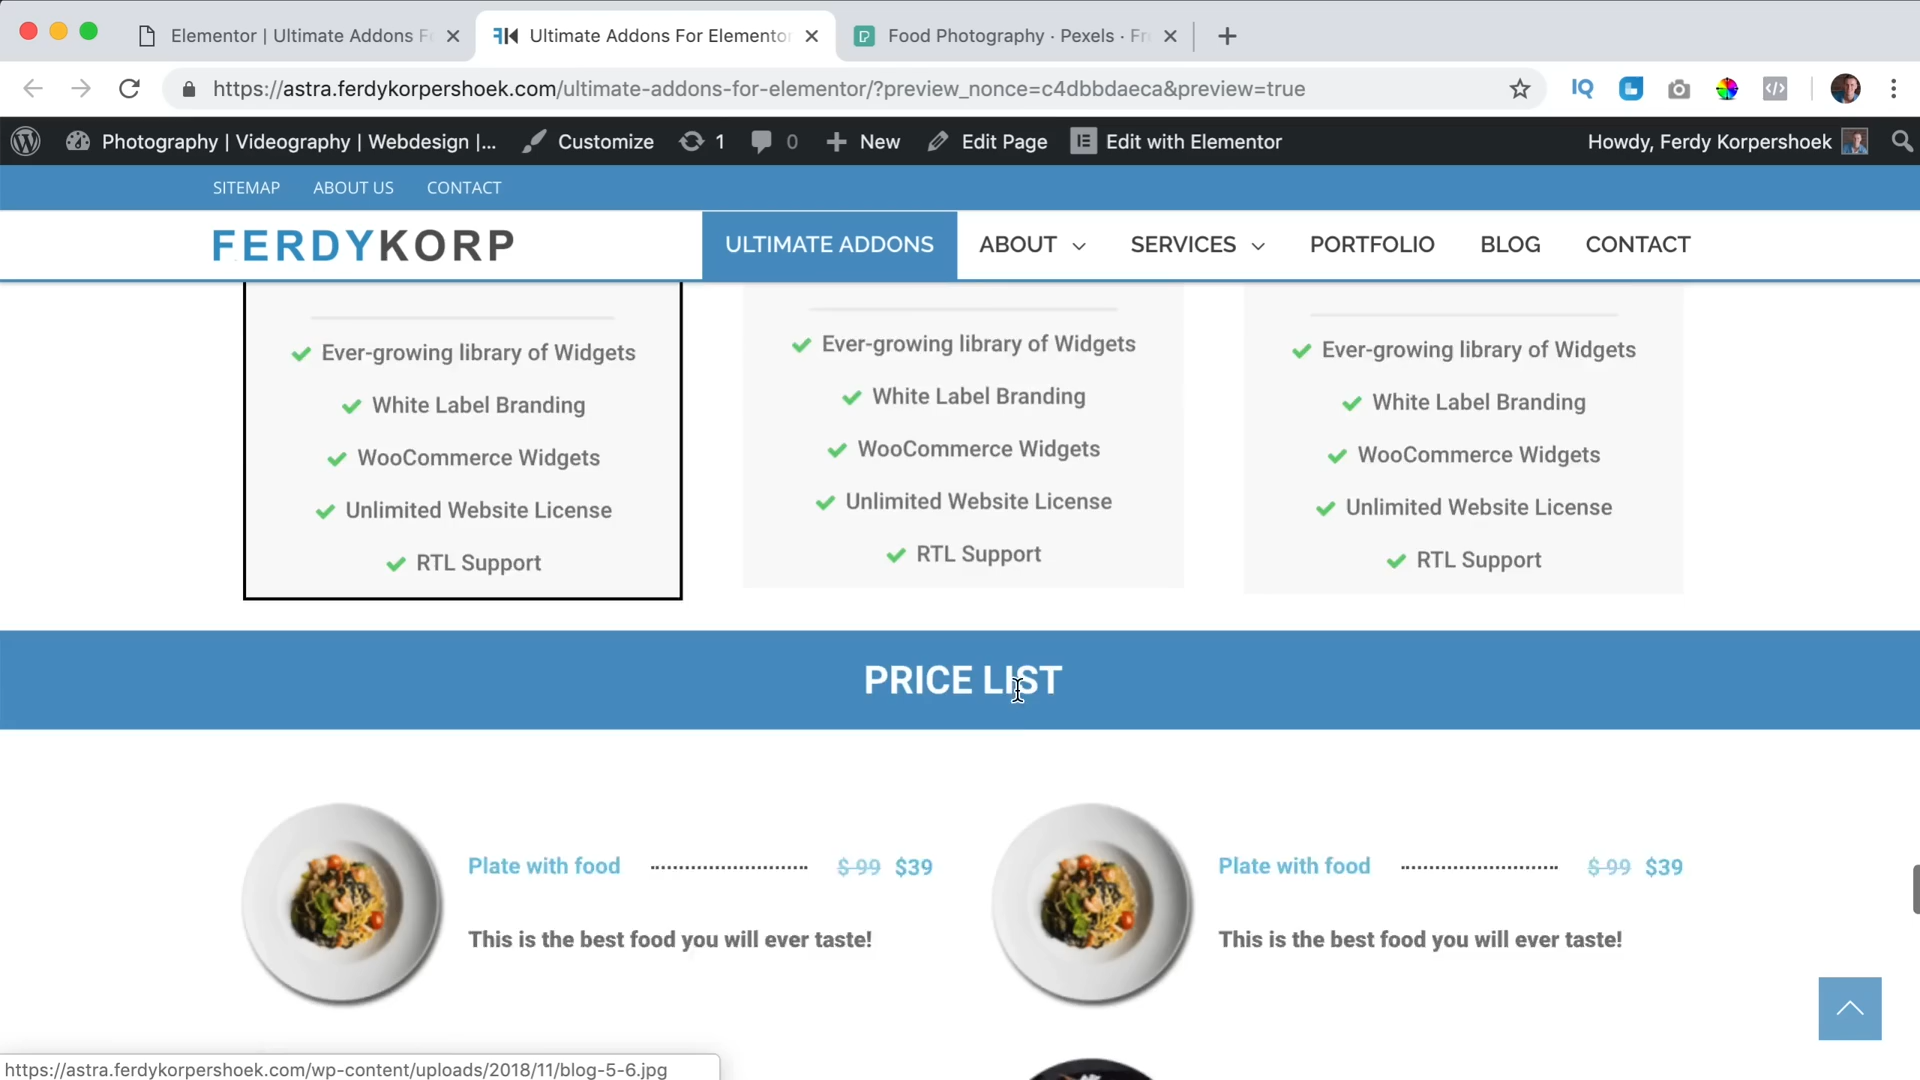 Elementor | Ultimate Addons F
Ultimate Addons For Elemento
Food Photography · Pexels · Fr
https://astra.ferdykorpershoek.com/ultimate-addons-for-elementor/?preview_nonce=c4dbbdaeca&preview=true
IQ
Photography | Videography | Webdesign |...
Customize
1
0
New
Edit Page
Edit with Elementor
Howdy, Ferdy Korpershoek
SITEMAP
ABOUT US
CONTACT
FERDYKORP
ULTIMATE ADDONS
ABOUT
SERVICES
PORTFOLIO
BLOG
CONTACT
Ever-growing library of Widgets
White Label Branding
WooCommerce Widgets
Unlimited Website License
RTL Support
Ever-growing library of Widgets
White Label Branding
WooCommerce Widgets
Unlimited Website License
RTL Support
Ever-growing library of Widgets
White Label Branding
WooCommerce Widgets
Unlimited Website License
RTL Support
PRICE LIST
Plate with food $ 99 $39
This is the best food you will ever taste!
Plate with food $ 99 $39
This is the best food you will ever taste!
https://astra.ferdykorpershoek.com/wp-content/uploads/2018/11/blog-5-6.jpg